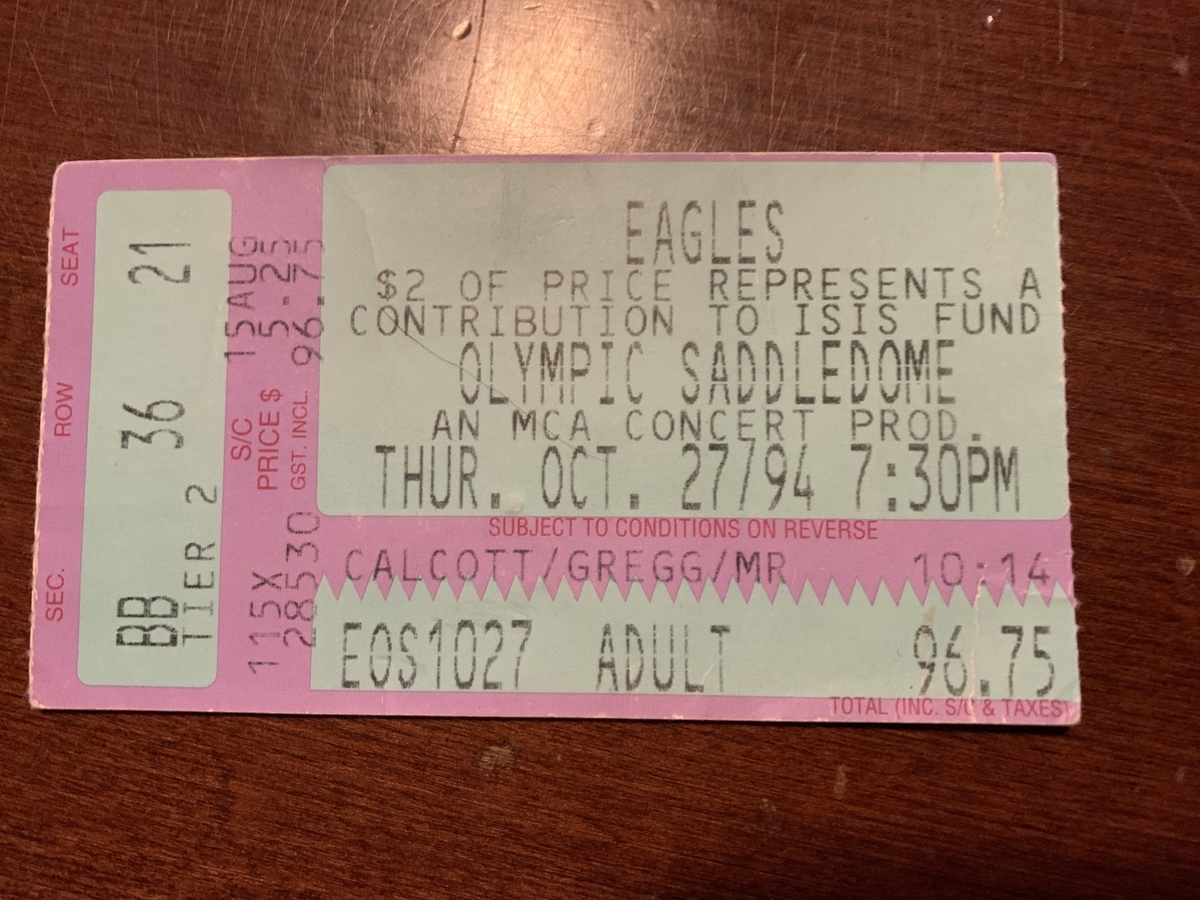 EAGLES
$2 OF PRICE REPRESENTS A
CONTRIBUTION TO ISIS FUND
OLYMPIC SADDLEDOME
AN MCA CONCERT PROD.
THUR. OCT. 27/94 7:30PM
SUBJECT TO CONDITIONS ON REVERSE
CALCOTT/GREGG/MR 10:14
EOS1027 ADULT 96.75
TOTAL (INC. S/C & TAXES)
SEC. ROW SEAT
BB 36 21
TIER 2
S/C
PRICE $
GST. INCL.
115X 15AUG
5.25
28530 96.75